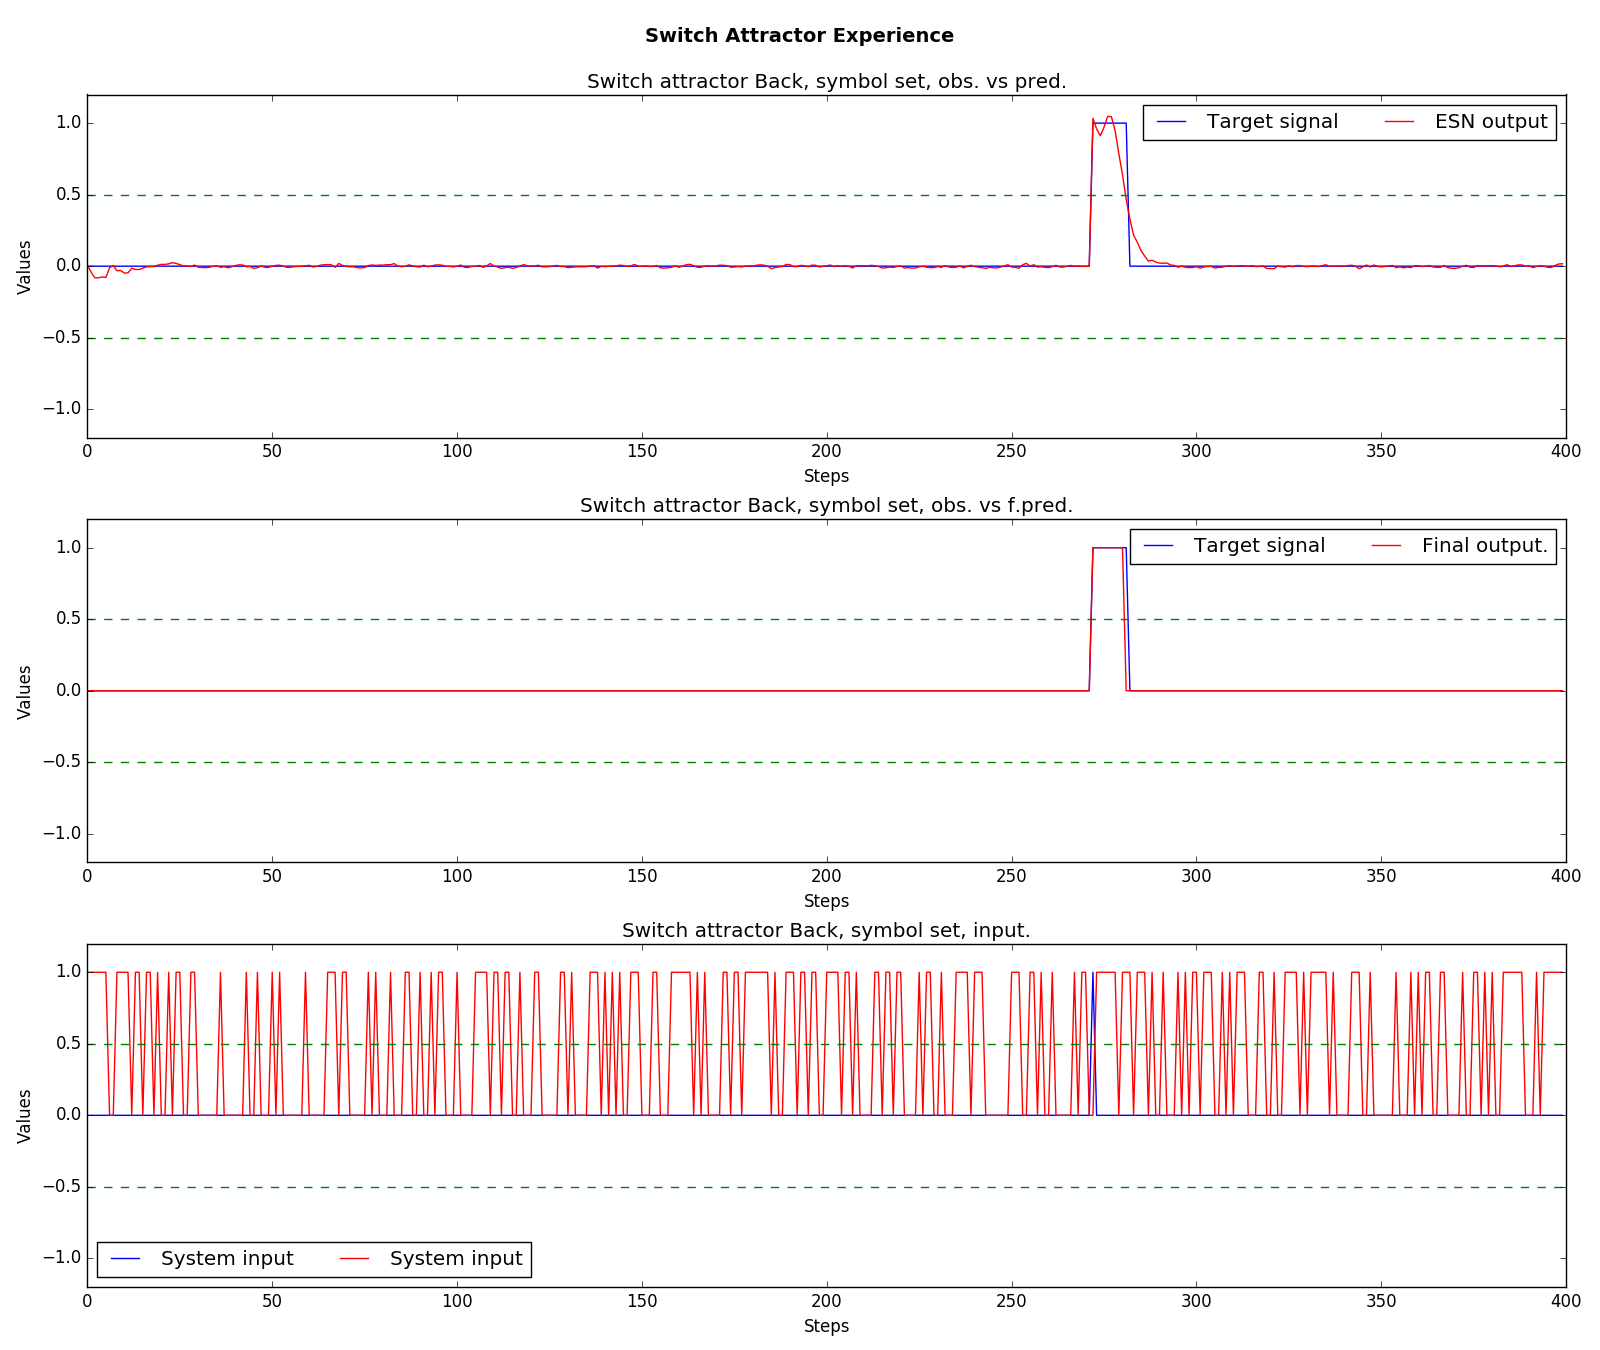 Switch Attractor Experience
Switch attractor Back, symbol set, obs. vs pred.
Target signal ESN output
1.0
0.5
0.0
−0.5
−1.0
Values
0 50 100 150 200 250 300 350 400
Steps
Switch attractor Back, symbol set, obs. vs f.pred.
Target signal Final output.
1.0
0.5
0.0
−0.5
−1.0
Values
0 50 100 150 200 250 300 350 400
Steps
Switch attractor Back, symbol set, input.
1.0
0.5
0.0
−0.5
−1.0
Values
System input System input
0 50 100 150 200 250 300 350 400
Steps